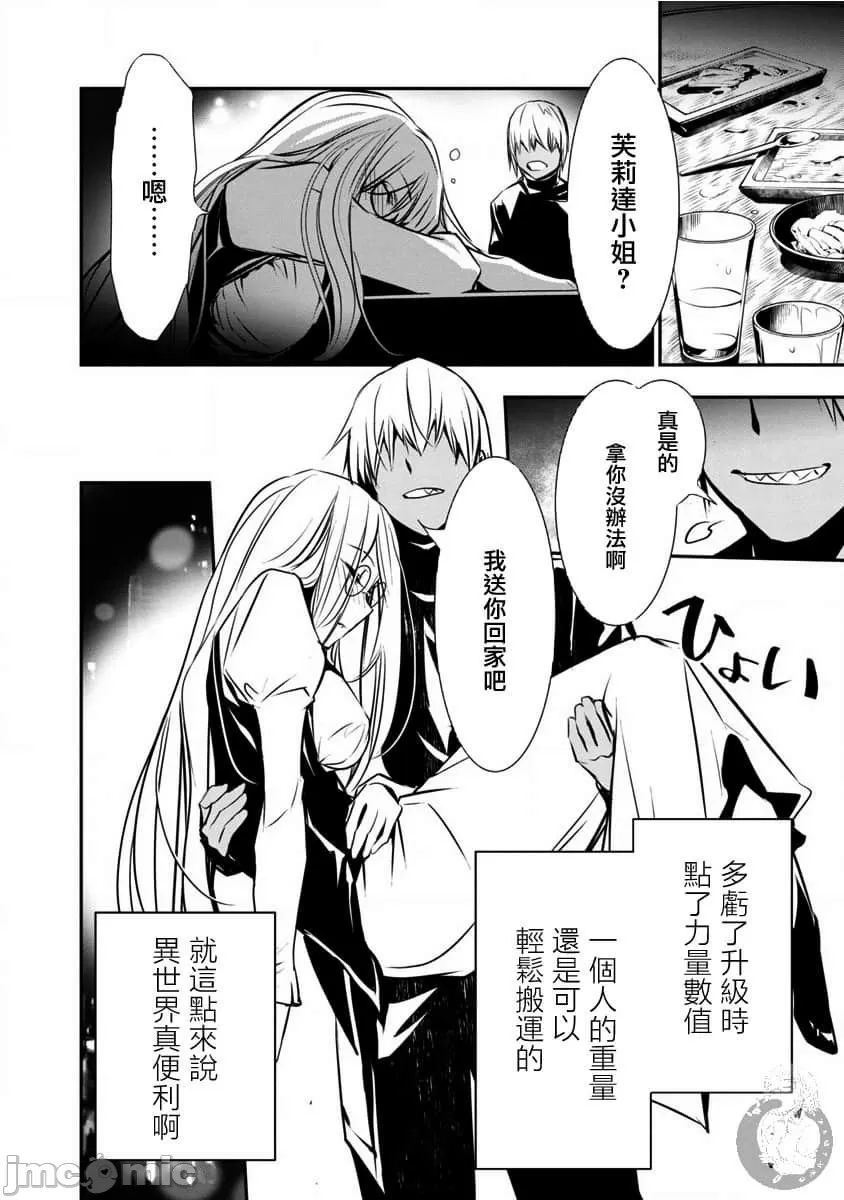 芙莉達小姐?
………嗯………
真是的
拿你沒辦法啊
我送你回家吧
ひょい
多虧了升級時
點了力量數值
一個人的重量
還是可以
輕鬆搬運的
就這點來說
異世界真便利啊
jmcomic